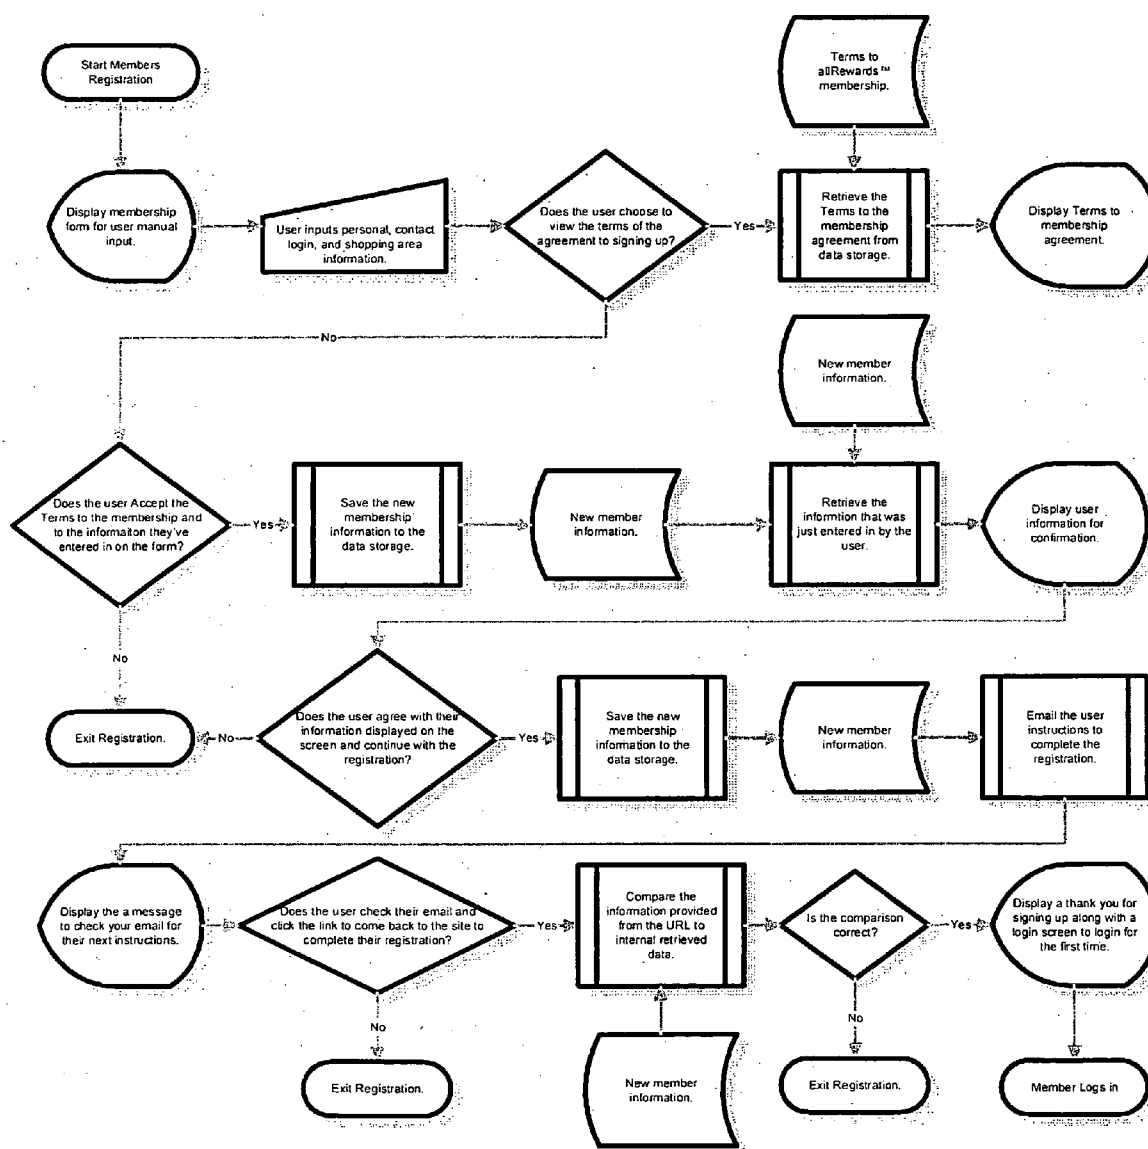 Start Members
Registration
Terms to
allRewards™
membership.
Display membership
form for user manual
input.
User inputs personal, contact
login, and shopping area
information.
Does the user choose to
view the terms of the
agreement to signing up?
Yes
Retrieve the
Terms to the
membership
agreement from
data storage.
Display Terms to
membership
agreement.
No
New member
information.
Does the user Accept the
Terms to the membership and
to the informaiton they've
entered in on the form?
Yes
Save the new
membership
information to the
data storage.
New member
information.
Retrieve the
informtion that was
just entered in by the
user.
Display user
information for
confirmation.
No
Exit Registration.
No
Does the user agree with their
information displayed on the
screen and continue with the
registration?
Yes
Save the new
membership
information to the
data storage.
New member
information.
Email the user
instructions to
complete the
registration.
Display the a message
to check your email for
their next instructions.
Does the user check their email and
click the link to come back to the site to
complete their registration?
Yes
Compare the
information provided
from the URL to
internal retrieved
data.
Is the comparison
correct?
Yes
Display a thank you for
signing up along with a
login screen to login for
the first time.
No
No
Exit Registration.
New member
information.
Exit Registration.
Member Logs in